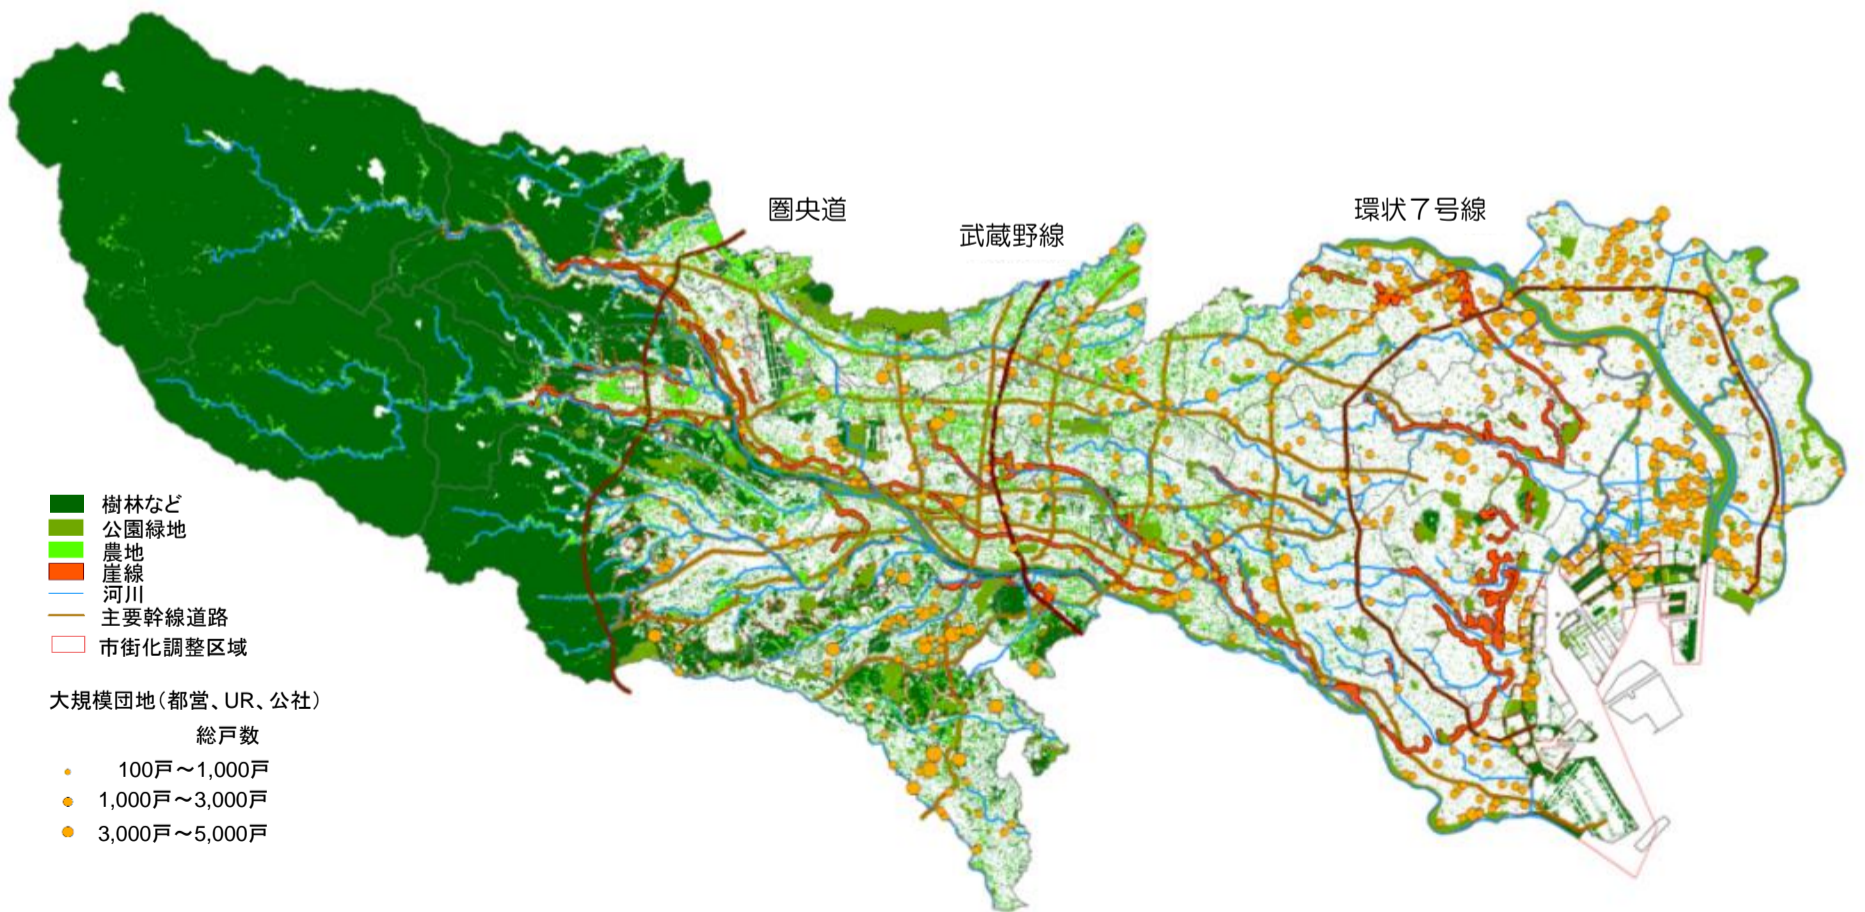 圏央道
武蔵野線
環状７号線
樹林など
公園緑地
農地
崖線
河川
主要幹線道路
市街化調整区域
大規模団地（都営、UR、公社）
総戸数
100戸～1,000戸
1,000戸～3,000戸
3,000戸～5,000戸